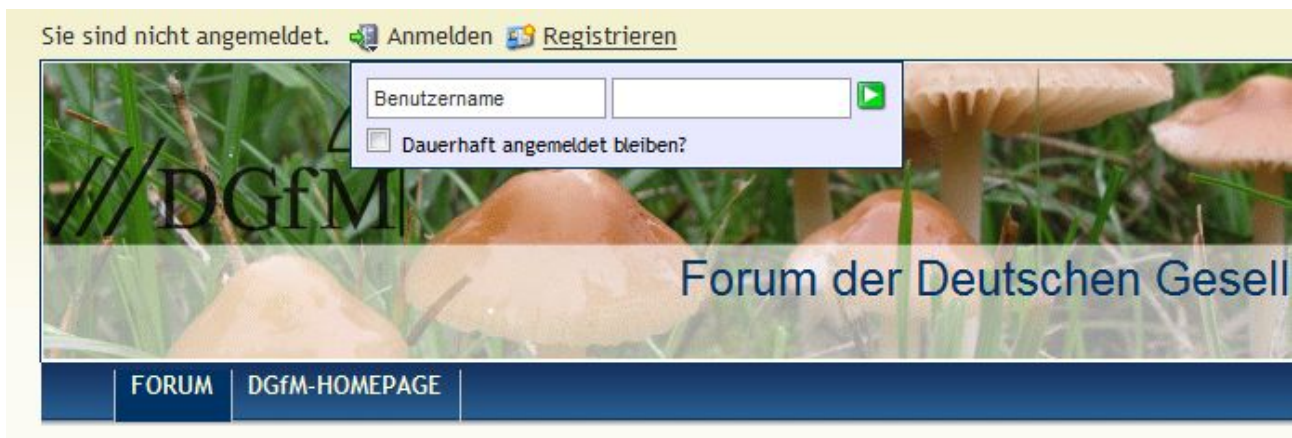 Sie sind nicht angemeldet. Anmelden Registrieren
Benutzername
Dauerhaft angemeldet bleiben?
///DGfM
Forum der Deutschen Gesell
FORUM DGfM-HOMEPAGE